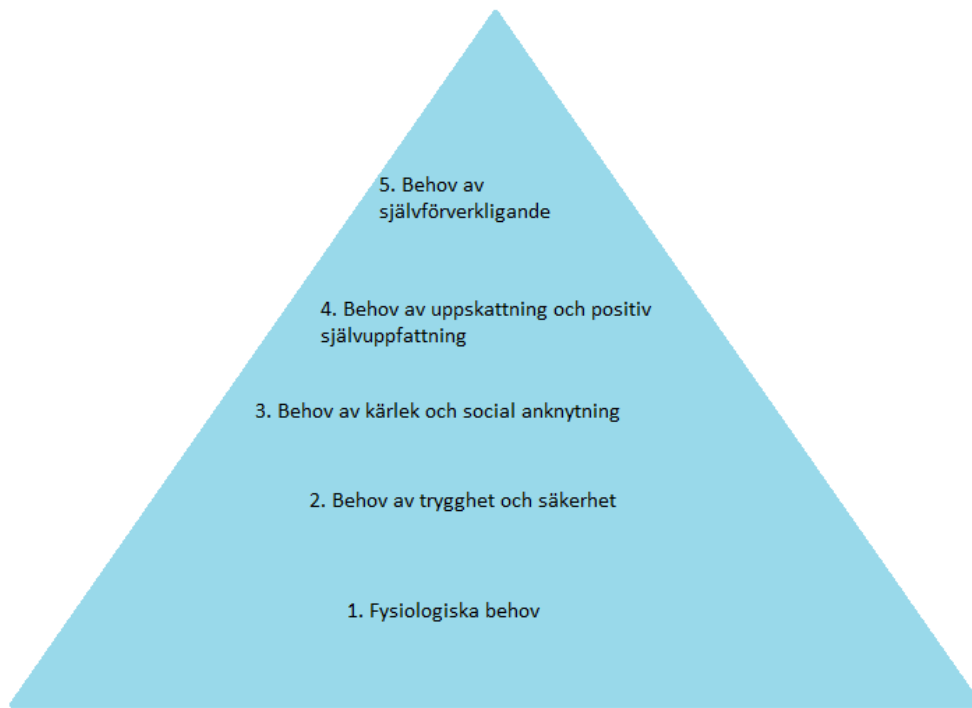 5. Behov av
självförverkligande
4. Behov av uppskattning och positiv
självuppfattning
3. Behov av kärlek och social anknytning
2. Behov av trygghet och säkerhet
1. Fysiologiska behov